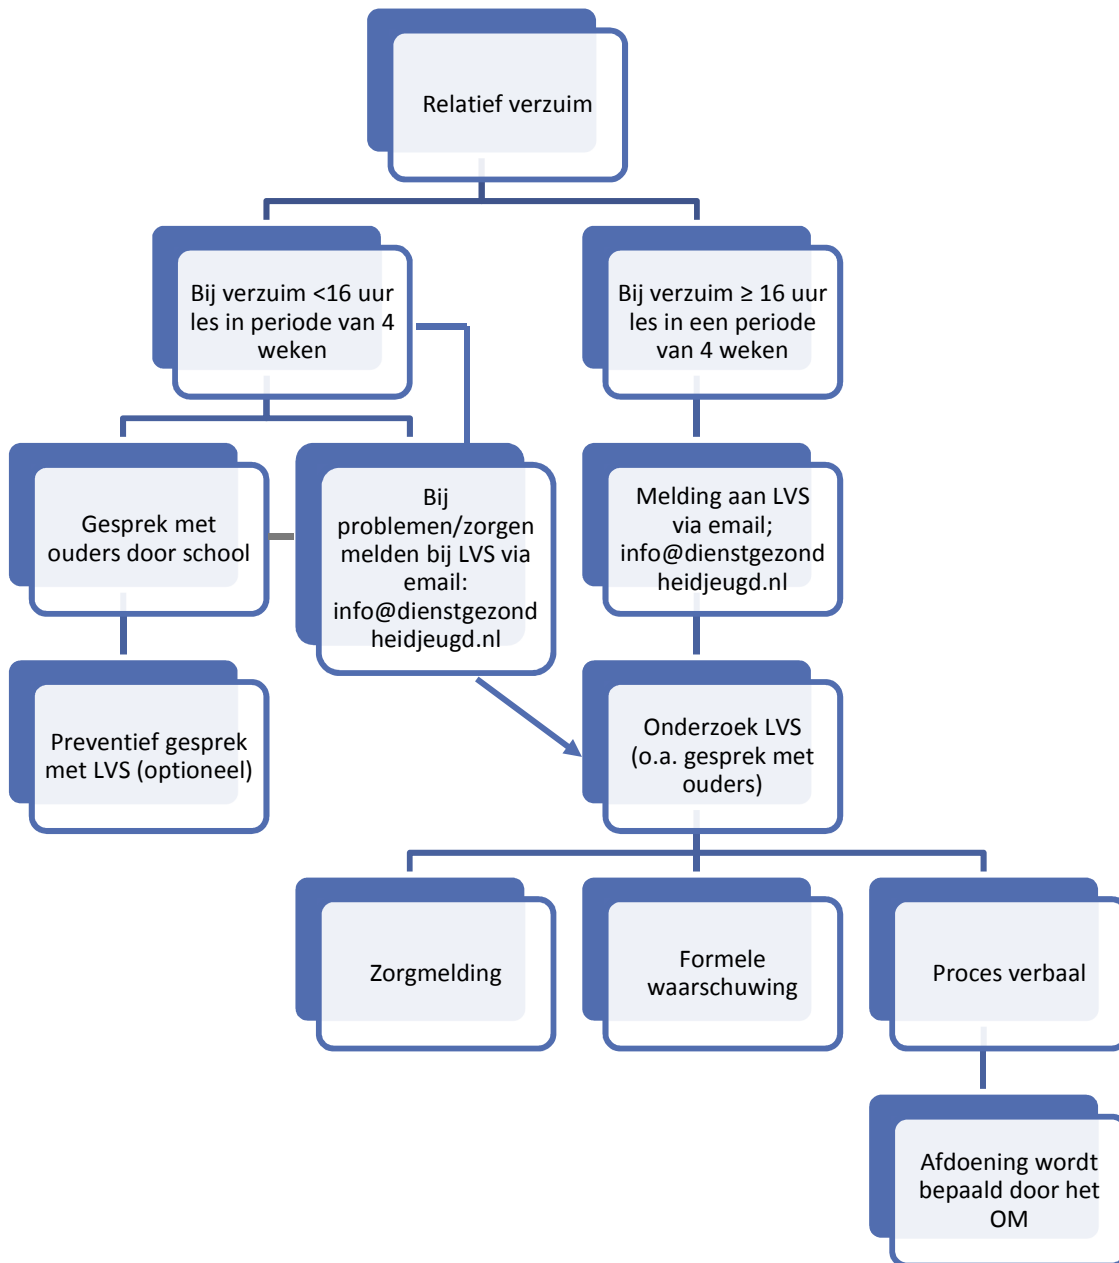 Relatief verzuim
Bij verzuim <16 uur
les in periode van 4
weken
Bij verzuim ≥ 16 uur
les in een periode
van 4 weken
Gesprek met
ouders door school
Bij
problemen/zorgen
melden bij LVS via
email:
info@dienstgezond
heidjeugd.nl
Melding aan LVS
via email;
info@dienstgezond
heidjeugd.nl
Preventief gesprek
met LVS (optioneel)
Onderzoek LVS
(o.a. gesprek met
ouders)
Zorgmelding
Formele
waarschuwing
Proces verbaal
Afdoening wordt
bepaald door het
OM